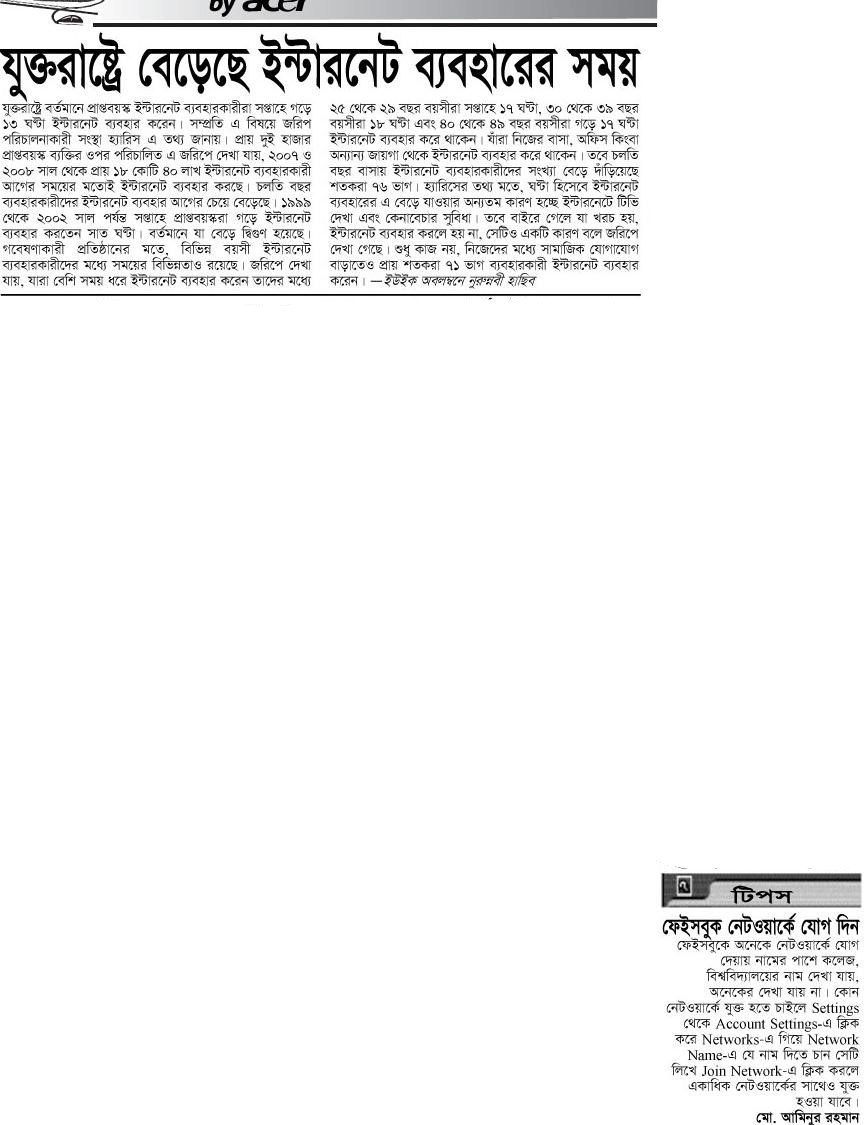 by acer
যুক্তরাষ্ট্রে বেড়েছে ইন্টারনেট ব্যবহারের সময়
যুক্তরাষ্ট্রে বর্তমানে প্রাপ্তবয়স্ক ইন্টারনেট ব্যবহারকারীরা সপ্তাহে গড়ে
১৩ ঘণ্টা ইন্টারনেট ব্যবহার করেন। সম্প্রতি এ বিষয়ে জরিপ
পরিচালনাকারী সংস্থা হ্যারিস এ তথ্য জানায়। প্রায় দুই হাজার
প্রাপ্তবয়স্ক ব্যক্তির ওপর পরিচালিত এ জরিপে দেখা যায়, ২০০৭ ও
২০০৮ সাল থেকে প্রায় ১৮ কোটি ৪০ লাখ ইন্টারনেট ব্যবহারকারী
আগের সময়ের মতোই ইন্টারনেট ব্যবহার করছে। চলতি বছর
ব্যবহারকারীদের ইন্টারনেট ব্যবহার আগের চেয়ে বেড়েছে। ১৯৯৯
থেকে ২০০২ সাল পর্যন্ত সপ্তাহে প্রাপ্তবয়স্করা গড়ে ইন্টারনেট
ব্যবহার করতেন সাত ঘণ্টা। বর্তমানে যা বেড়ে দ্বিগুণ হয়েছে।
গবেষণাকারী প্রতিষ্ঠানের মতে, বিভিন্ন বয়সী ইন্টারনেট
ব্যবহারকারীদের মধ্যে সময়ের বিভিন্নতাও রয়েছে। জরিপে দেখা
যায়, যারা বেশি সময় ধরে ইন্টারনেট ব্যবহার করেন তাদের মধ্যে
২৫ থেকে ২৯ বছর বয়সীরা সপ্তাহে ১৭ ঘণ্টা, ৩০ থেকে ৩৯ বছর
বয়সীরা ১৮ ঘণ্টা এবং ৪০ থেকে ৪৯ বছর বয়সীরা গড়ে ১৭ ঘণ্টা
ইন্টারনেট ব্যবহার করে থাকেন। যাঁরা নিজের বাসা, অফিস কিংবা
অন্যান্য জায়গা থেকে ইন্টারনেট ব্যবহার করে থাকেন। তবে চলতি
বছর বাসায় ইন্টারনেট ব্যবহারকারীদের সংখ্যা বেড়ে দাঁড়িয়েছে
শতকরা ৭৬ ভাগ। হ্যারিসের তথ্য মতে, ঘণ্টা হিসেবে ইন্টারনেট
ব্যবহারের এ বেড়ে যাওয়ার অন্যতম কারণ হচ্ছে ইন্টারনেটে টিভি
দেখা এবং কেনাবেচার সুবিধা। তবে বাইরে গেলে যা খরচ হয়,
ইন্টারনেট ব্যবহার করলে হয় না, সেটিও একটি কারণ বলে জরিপে
দেখা গেছে। শুধু কাজ নয়, নিজেদের মধ্যে সামাজিক যোগাযোগ
বাড়াতেও প্রায় শতকরা ৭১ ভাগ ব্যবহারকারী ইন্টারনেট ব্যবহার
করেন। —ইউইক অবলম্বনে নুরুন্নবী হাছিব
টিপস
ফেইসবুক নেটওয়ার্কে যোগ দিন
ফেইসবুকে অনেকে নেটওয়ার্কে যোগ
দেয়ায় নামের পাশে কলেজ,
বিশ্ববিদ্যালয়ের নাম দেখা যায়,
অনেকের দেখা যায় না। কোন
নেটওয়ার্কে যুক্ত হতে চাইলে Settings
থেকে Account Settings-এ ক্লিক
করে Networks-এ গিয়ে Network
Name-এ যে নাম দিতে চান সেটি
লিখে Join Network-এ ক্লিক করলে
একাধিক নেটওয়ার্কের সাথেও যুক্ত
হওয়া যাবে।
মো. আমিনুর রহমান